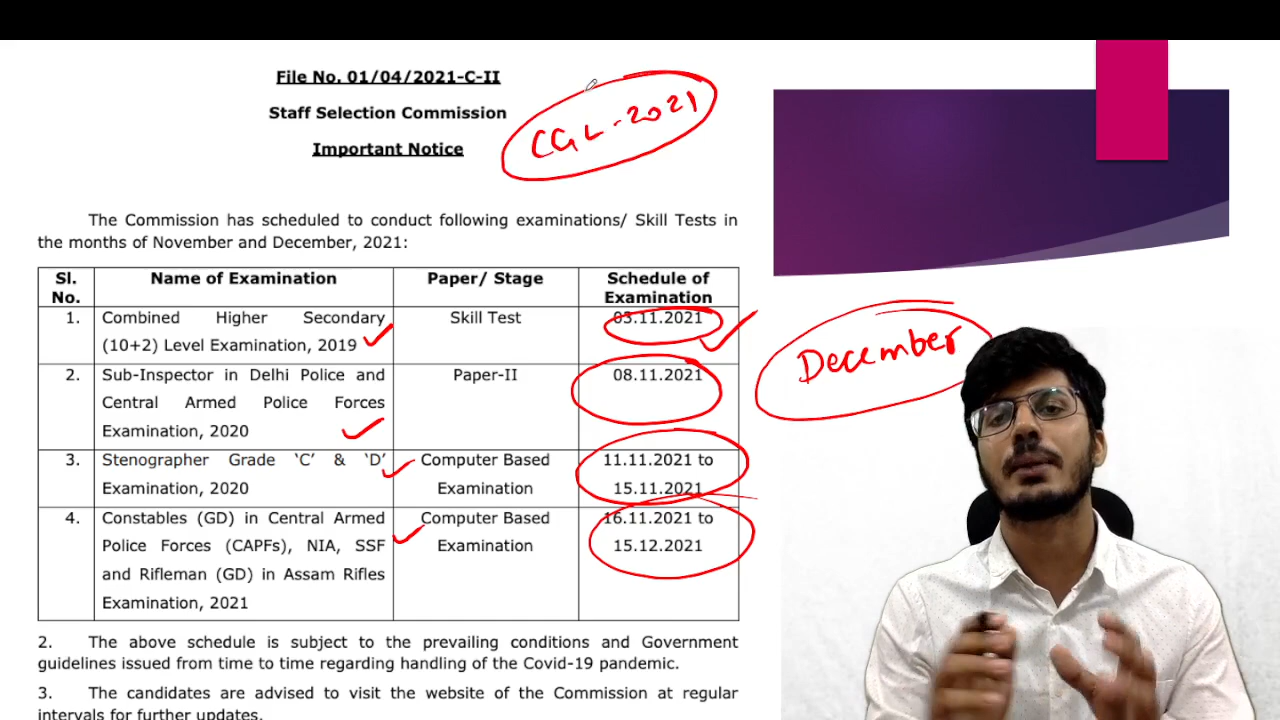 File No. 01/04/2021-C-II
Staff Selection Commission
Important Notice
CGL-2021
The Commission has scheduled to conduct following examinations/ Skill Tests in
the months of November and December, 2021:
Sl. No. Name of Examination Paper/ Stage Schedule of Examination
1. Combined Higher Secondary Skill Test 03.11.2021
(10+2) Level Examination, 2019
2. Sub-Inspector in Delhi Police and Paper-II 08.11.2021
Central Armed Police Forces
Examination, 2020
3. Stenographer Grade ‘C’ & ‘D’ Computer Based 11.11.2021 to
Examination, 2020 Examination 15.11.2021
4. Constables (GD) in Central Armed Computer Based 16.11.2021 to
Police Forces (CAPFs), NIA, SSF Examination 15.12.2021
and Rifleman (GD) in Assam Rifles
Examination, 2021
December
2. The above schedule is subject to the prevailing conditions and Government
guidelines issued from time to time regarding handling of the Covid-19 pandemic.
3. The candidates are advised to visit the website of the Commission at regular
intervals for further updates.